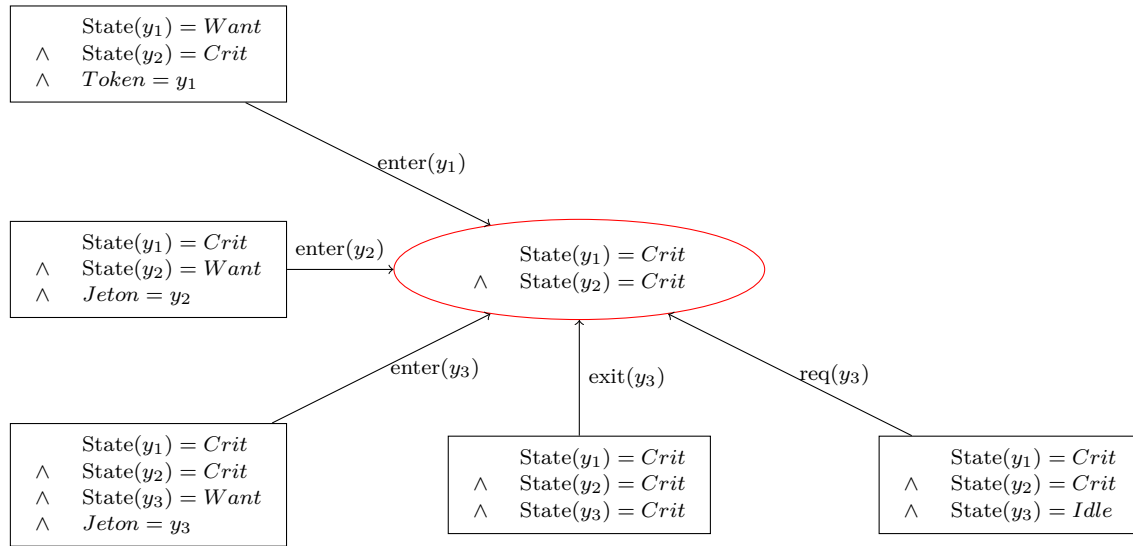 State(y₁) = Want
∧ State(y₂) = Crit
∧ Token = y₁
enter(y₁)
State(y₁) = Crit
∧ State(y₂) = Want
∧ Jeton = y₂
enter(y₂)
State(y₁) = Crit
∧ State(y₂) = Crit
enter(y₃)
exit(y₃)
req(y₃)
State(y₁) = Crit
∧ State(y₂) = Crit
∧ State(y₃) = Want
∧ Jeton = y₃
State(y₁) = Crit
∧ State(y₂) = Crit
∧ State(y₃) = Crit
State(y₁) = Crit
∧ State(y₂) = Crit
∧ State(y₃) = Idle